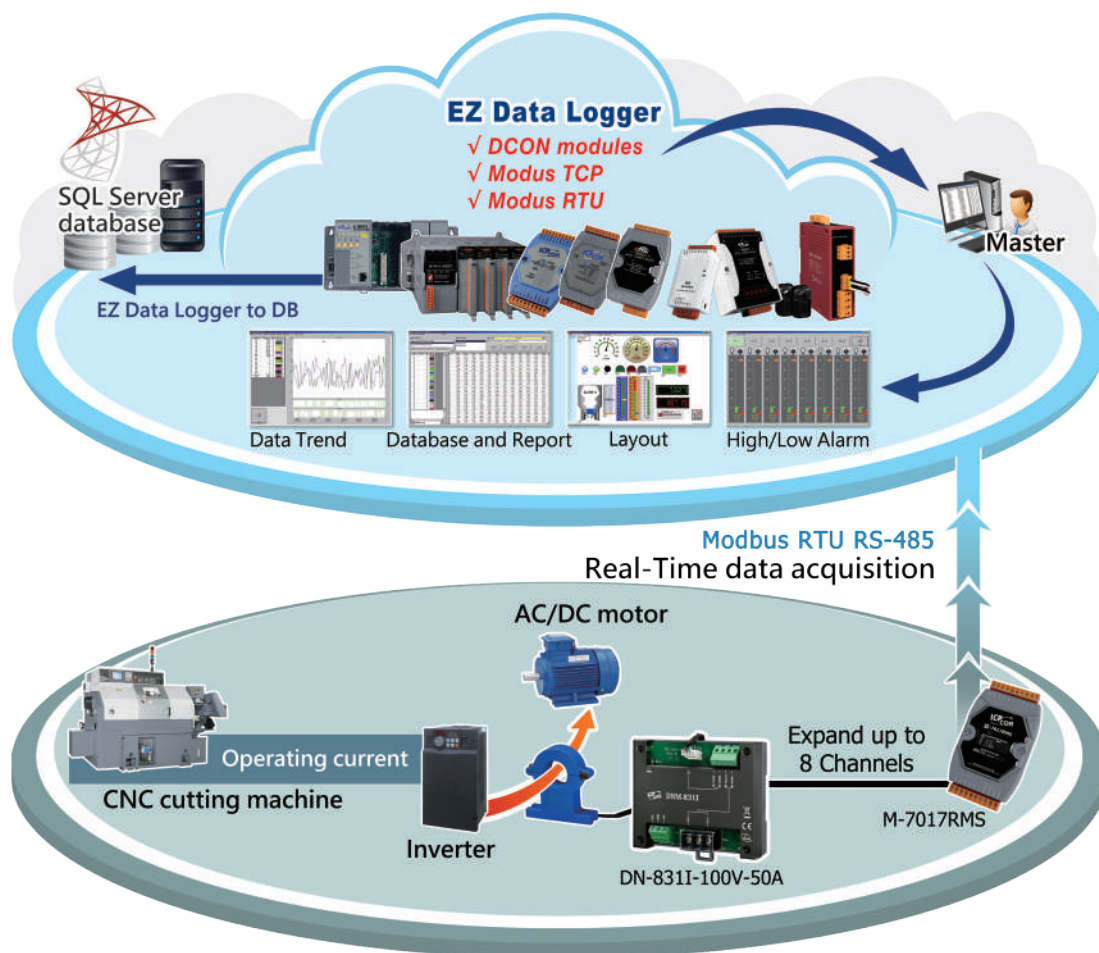 EZ Data Logger
√ DCON modules
√ Modus TCP
√ Modus RTU
SQL Server
database
Master
EZ Data Logger to DB
Data Trend
Database and Report
Layout
High/Low Alarm
Modbus RTU RS-485
Real-Time data acquisition
AC/DC motor
Operating current
CNC cutting machine
Inverter
DNM-831I
DN-831I-100V-50A
Expand up to
8 Channels
M-7017RMS